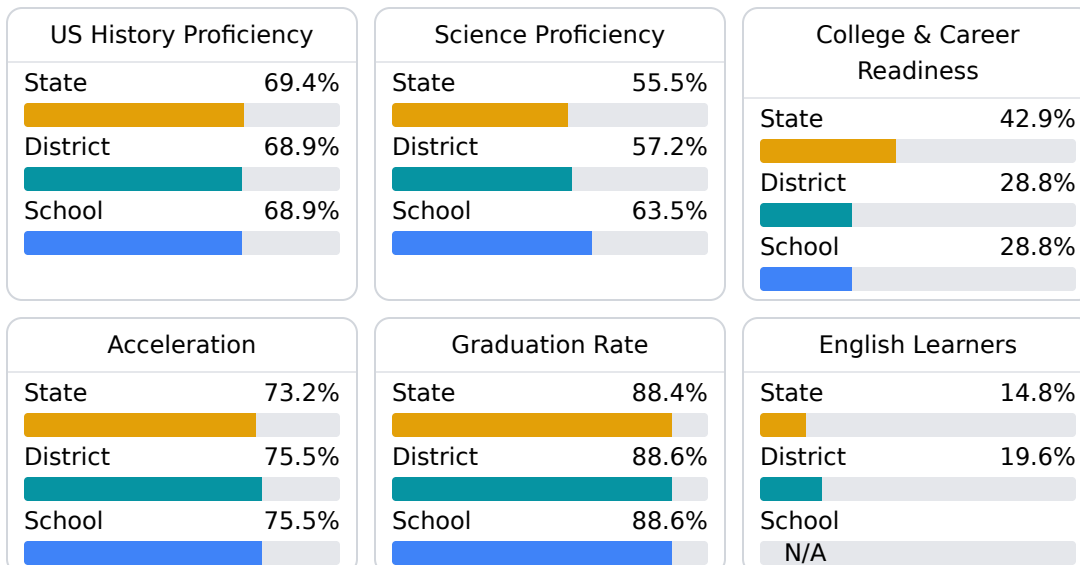 US History Proficiency
State 69.4%
District 68.9%
School 68.9%
Science Proficiency
State 55.5%
District 57.2%
School 63.5%
College & Career
Readiness
State 42.9%
District 28.8%
School 28.8%
Acceleration
State 73.2%
District 75.5%
School 75.5%
Graduation Rate
State 88.4%
District 88.6%
School 88.6%
English Learners
State 14.8%
District 19.6%
School
N/A